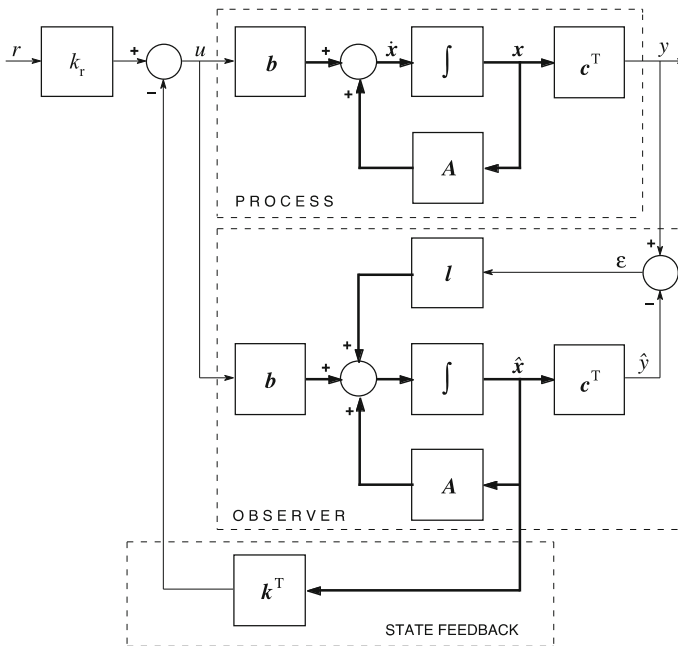 r
k_r
+
−
u
b
+
+
ẋ
∫
x
c^T
y
A
PROCESS
l
ε
+
−
b
+
+
+
∫
x̂
c^T
ŷ
A
OBSERVER
k^T
STATE FEEDBACK